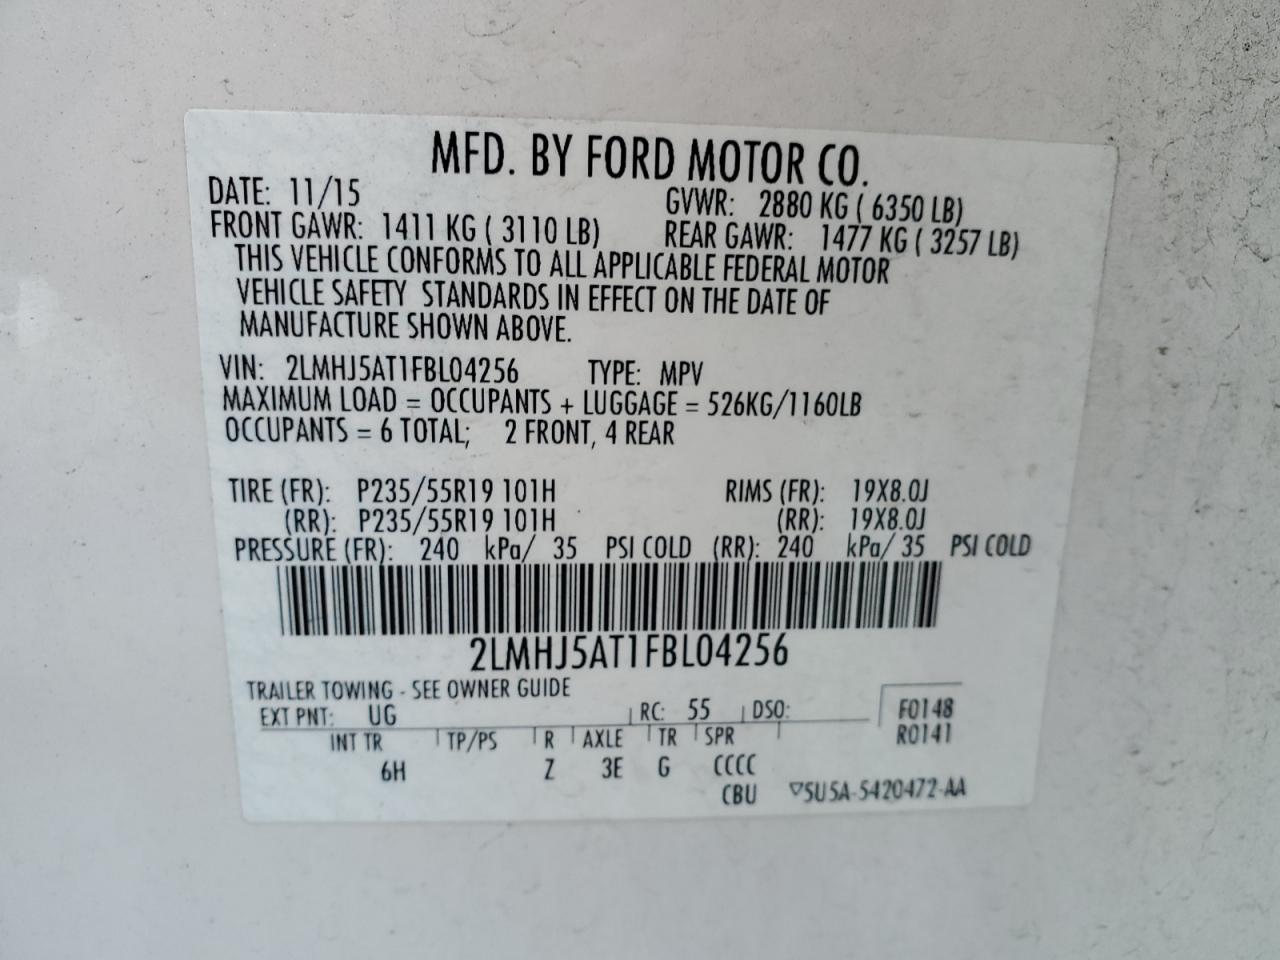 MFD. BY FORD MOTOR CO.
DATE: 11/15 GVWR: 2880 KG ( 6350 LB)
FRONT GAWR: 1411 KG ( 3110 LB) REAR GAWR: 1477 KG ( 3257 LB)
THIS VEHICLE CONFORMS TO ALL APPLICABLE FEDERAL MOTOR
VEHICLE SAFETY STANDARDS IN EFFECT ON THE DATE OF
MANUFACTURE SHOWN ABOVE.
VIN: 2LMHJ5AT1FBL04256 TYPE: MPV
MAXIMUM LOAD = OCCUPANTS + LUGGAGE = 526KG/1160LB
OCCUPANTS = 6 TOTAL; 2 FRONT, 4 REAR
TIRE (FR): P235/55R19 101H RIMS (FR): 19X8.0J
(RR): P235/55R19 101H (RR): 19X8.0J
PRESSURE (FR): 240 kPa/ 35 PSI COLD (RR): 240 kPa/ 35 PSI COLD
2LMHJ5AT1FBL04256
TRAILER TOWING - SEE OWNER GUIDE
EXT PNT: UG RC: 55 DSO: F0148
INT TR TP/PS R AXLE TR SPR R0141
6H Z 3E G CCCC
CBU ▽5U5A-5420472-AA